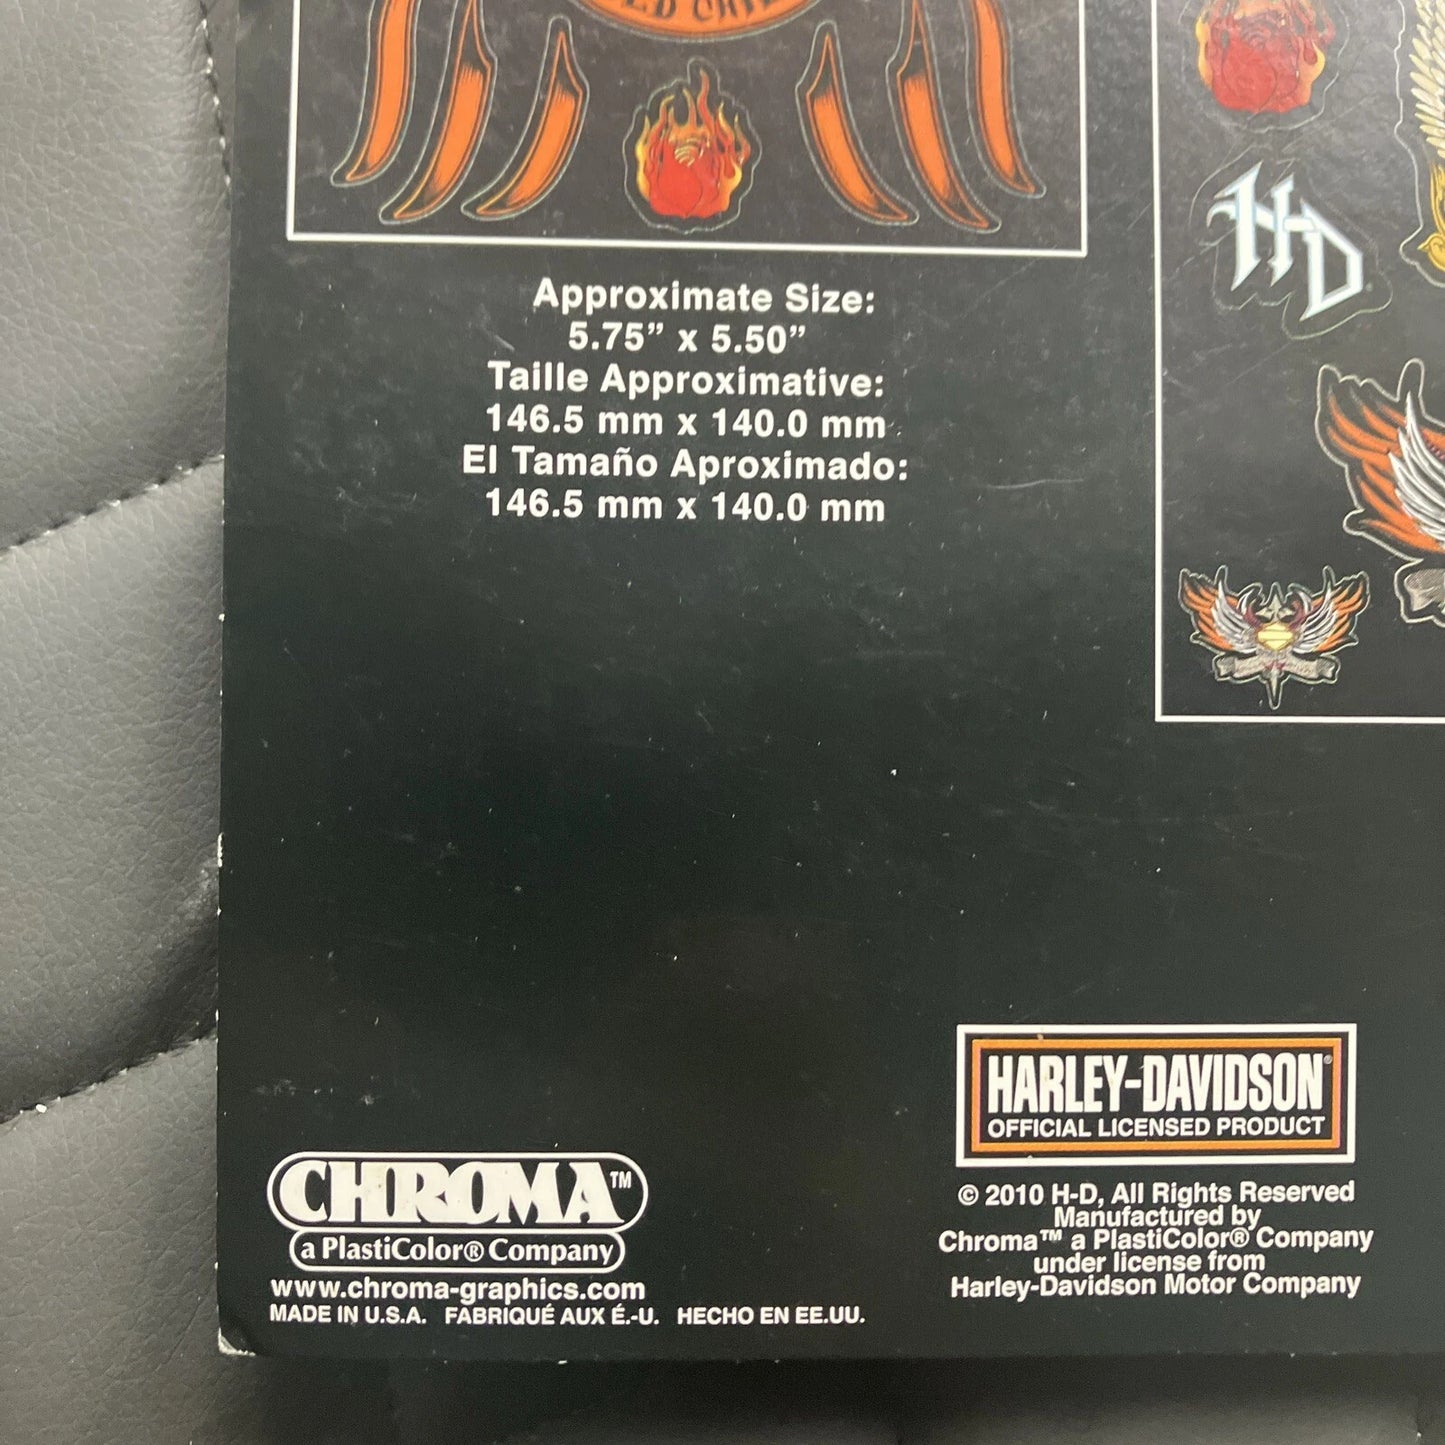 Approximate Size:
5.75” x 5.50”
Taille Approximative:
146.5 mm x 140.0 mm
El Tamaño Aproximado:
146.5 mm x 140.0 mm
H-D
HARLEY-DAVIDSON®
OFFICIAL LICENSED PRODUCT
© 2010 H-D, All Rights Reserved
Manufactured by
Chroma™ a PlastiColor® Company
under license from
Harley-Davidson Motor Company
CHROMA™
a PlastiColor® Company
www.chroma-graphics.com
MADE IN U.S.A. FABRIQUÉ AUX É.-U. HECHO EN EE.UU.